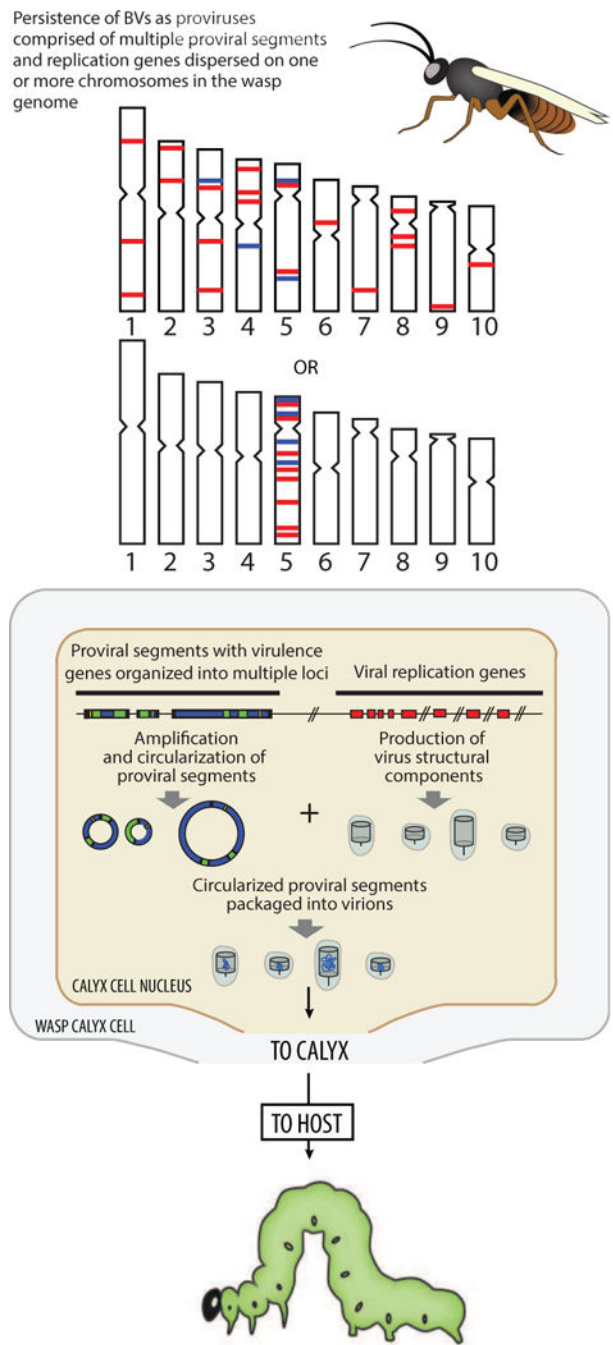 Persistence of BVs as proviruses
comprised of multiple proviral segments
and replication genes dispersed on one
or more chromosomes in the wasp
genome
1 2 3 4 5 6 7 8 9 10
OR
1 2 3 4 5 6 7 8 9 10
Proviral segments with virulence
genes organized into multiple loci
Viral replication genes
Amplification
and circularization of
proviral segments
Production of
virus structural
components
+
Circularized proviral segments
packaged into virions
CALYX CELL NUCLEUS
WASP CALYX CELL
TO CALYX
TO HOST